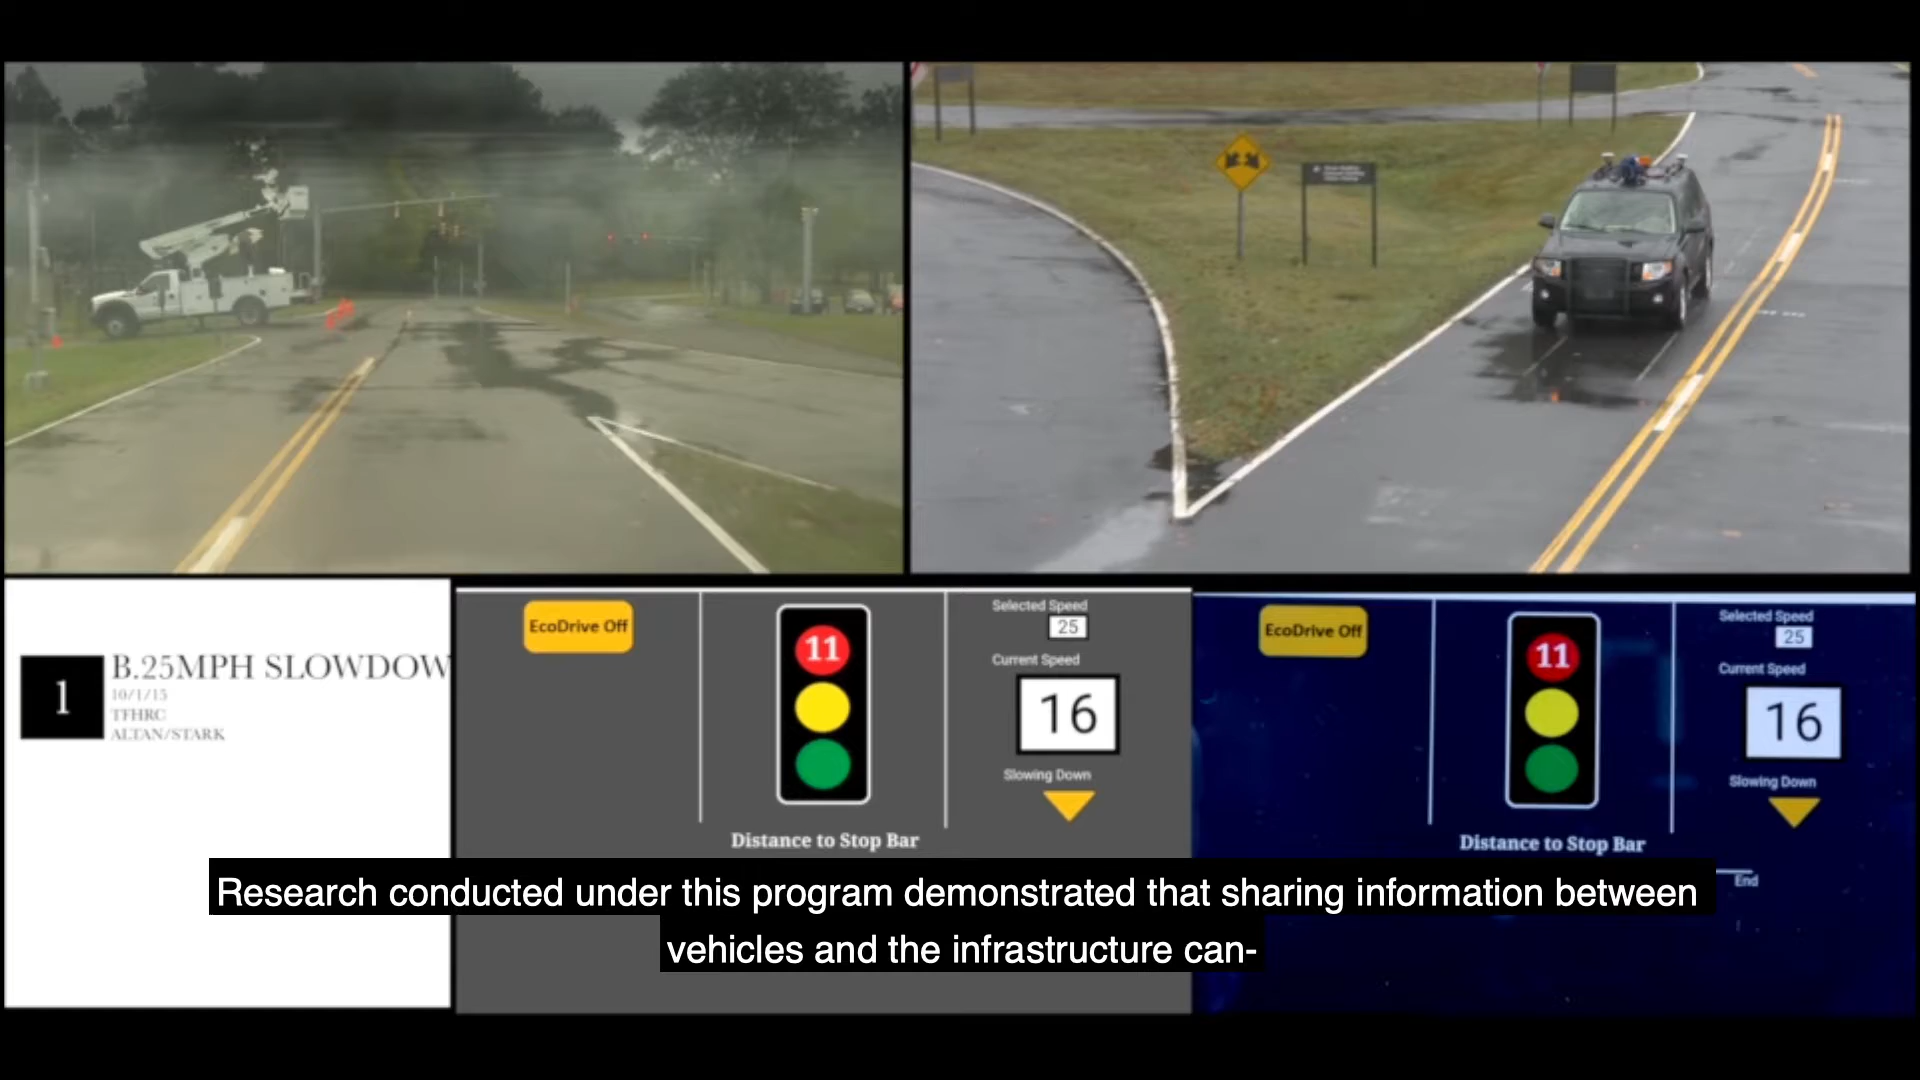 1
B.25MPH SLOWDOW
10/1/15
TFHRC
ALTAN/STARK
EcoDrive Off
11
Selected Speed
25
Current Speed
16
Slowing Down
Distance to Stop Bar
EcoDrive Off
11
Selected Speed
25
Current Speed
16
Slowing Down
Distance to Stop Bar
End
Research conducted under this program demonstrated that sharing information between
vehicles and the infrastructure can-